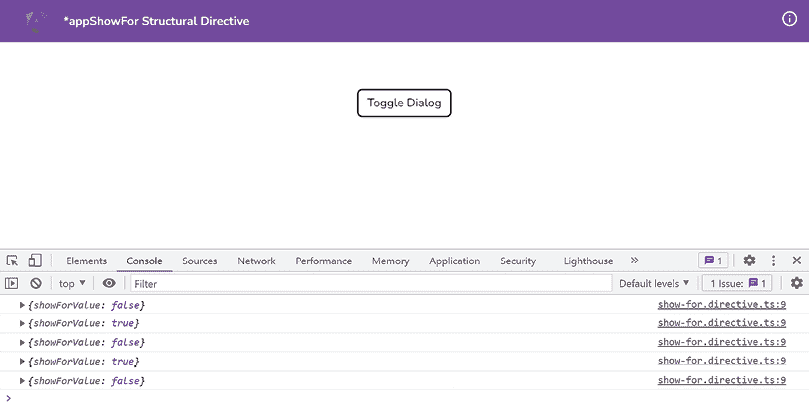 *appShowFor Structural Directive
Toggle Dialog
Elements Console Sources Network Performance Memory Application Security Lighthouse » 1
top ▼ Filter Default levels ▼ 1 Issue: 1
▶ {showForValue: false} show-for.directive.ts:9
▶ {showForValue: true} show-for.directive.ts:9
▶ {showForValue: false} show-for.directive.ts:9
▶ {showForValue: true} show-for.directive.ts:9
▶ {showForValue: false} show-for.directive.ts:9
>